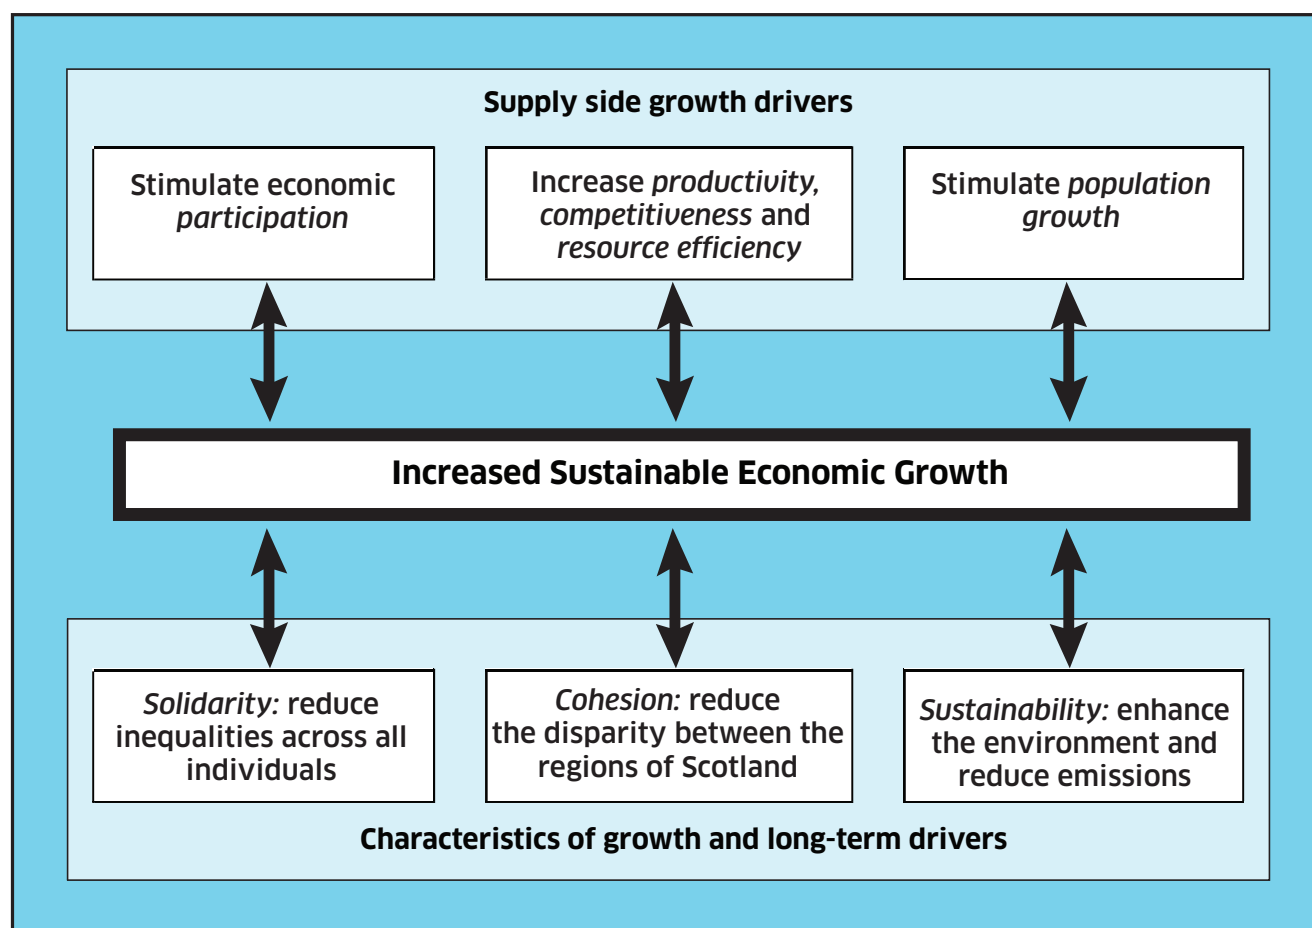 Supply side growth drivers
Stimulate economic
participation
Increase productivity,
competitiveness and
resource efficiency
Stimulate population
growth
Increased Sustainable Economic Growth
Solidarity: reduce
inequalities across all
individuals
Cohesion: reduce
the disparity between the
regions of Scotland
Sustainability: enhance
the environment and
reduce emissions
Characteristics of growth and long-term drivers